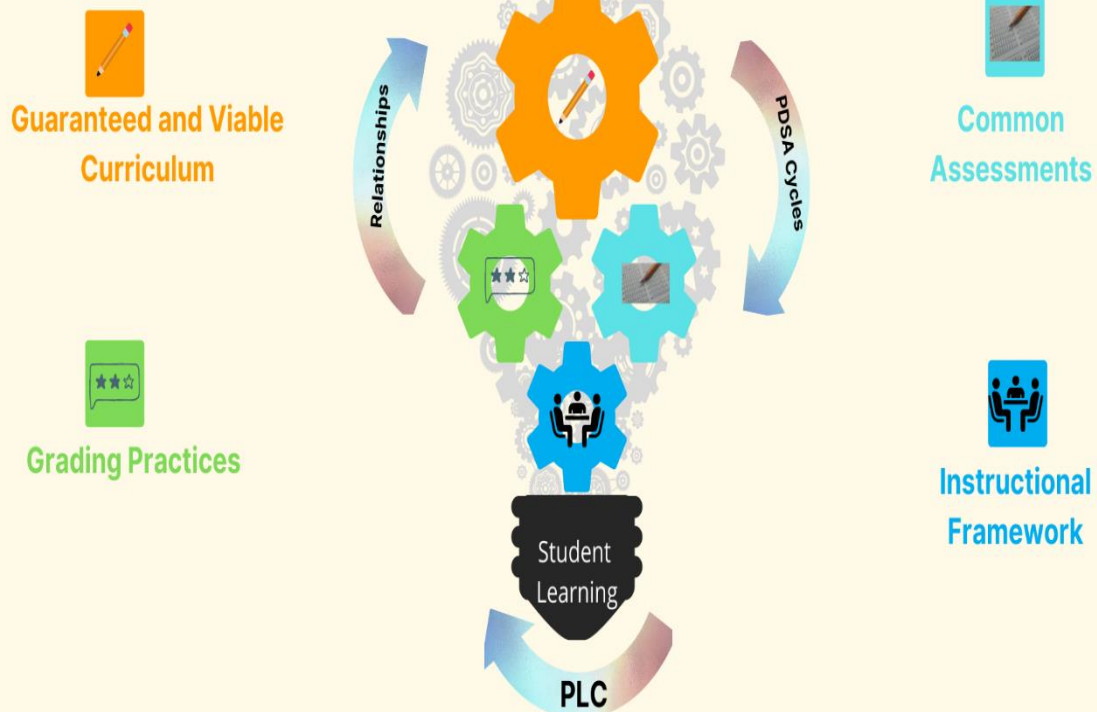 Guaranteed and Viable
Curriculum
Relationships
PDSA Cycles
Common
Assessments
Grading Practices
Instructional
Framework
Student
Learning
PLC